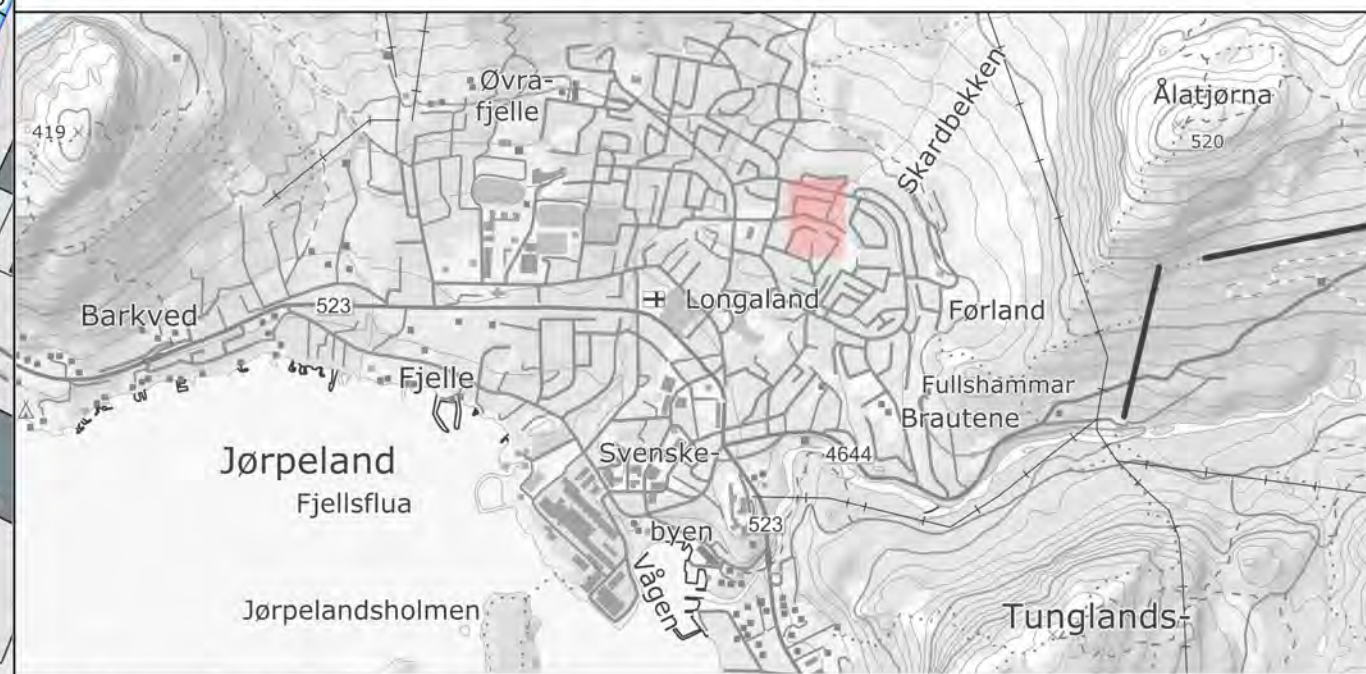 Øvra-
fjelle
Skardbekken
Ålatjørna
520
419
Barkved
523
Longaland
Førland
Fjelle
Fullshammar
Brautene
Jørpeland
Fjellsflua
Svenske-
byen
4644
523
Vågen
Jørpelandsholmen
Tunglands-